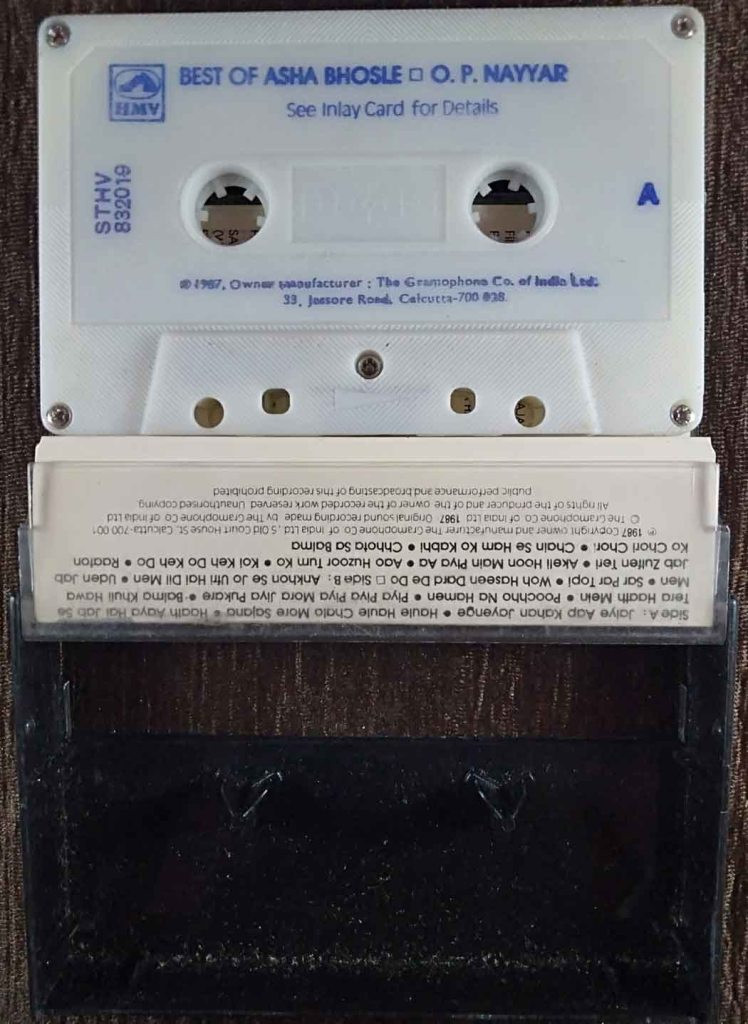 HMV
BEST OF ASHA BHOSLE □ O. P. NAYYAR
See Inlay Card for Details
STHV
832019
A
℗ 1987, Owner manufacturer : The Gramophone Co. of India Ltd.
33, Jessore Road, Calcutta-700 028.
Side A : Jaiye Aap Kahan Jayenge • Haule Haule Chalo More Sajana • Haath Aaya Hai Jab Se
Tera Haath Mein • Poochho Na Hamen • Piya Piya Piya Mora Jiya Pukare • Balma Khuli Hawa
Men • Sar Par Topi • Woh Haseen Dard De Do □ Side B : Ankhon Se Jo Utri Hai Dil Men • Uden Jab
Jab Zulfen Teri • Akeli Hoon Main Piya Aa • Aao Huzoor Tum Ko • Koi Keh Do Keh Do • Raaton
Ko Chori Chori • Chain Se Ham Kabhi • Chhota Sa Balma
℗ 1987 Copyright owner and manufacturer The Gramophone Co. of India Ltd., 5 Old Court House St. Calcutta-700 001
© The Gramophone Co of India Ltd 1987 Original sound recording made by The Gramophone Co of India Ltd
All rights of the producer and of the owner of the recorded work reserved Unauthorised copying
public performance and broadcasting of this recording prohibited